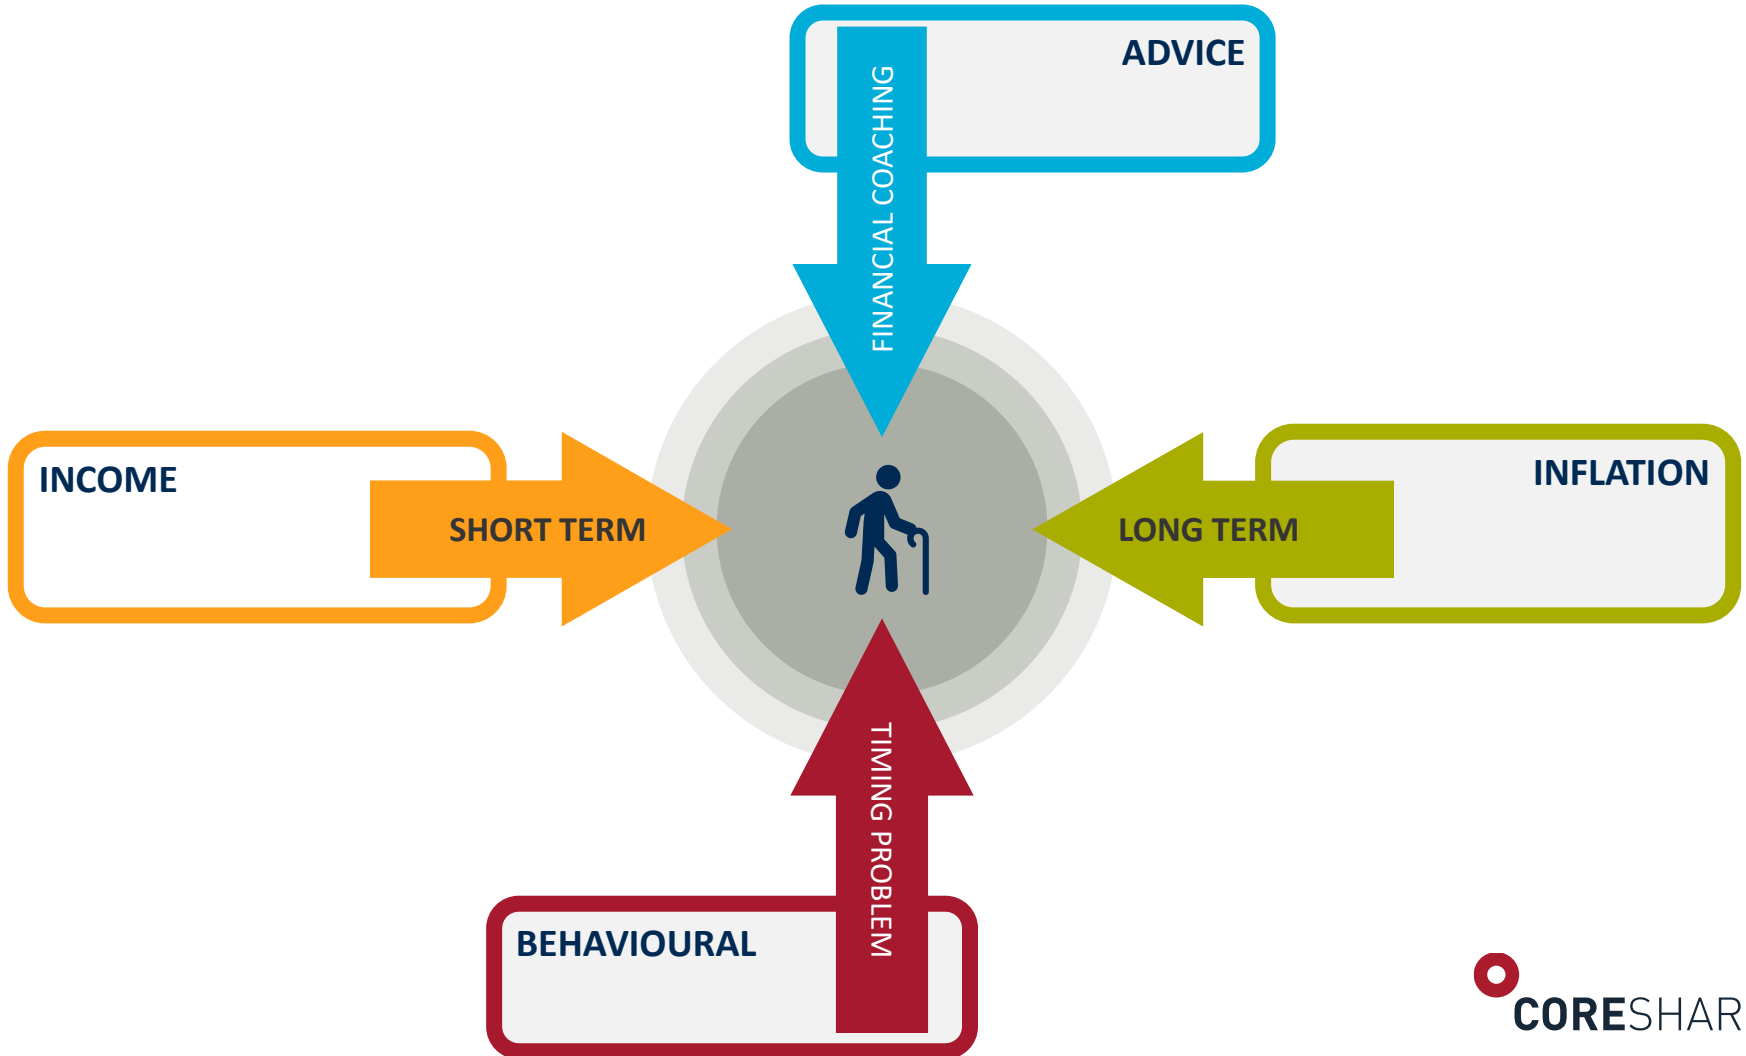 ADVICE
FINANCIAL COACHING
INCOME
SHORT TERM
LONG TERM
INFLATION
TIMING PROBLEM
BEHAVIOURAL
CORESHAR